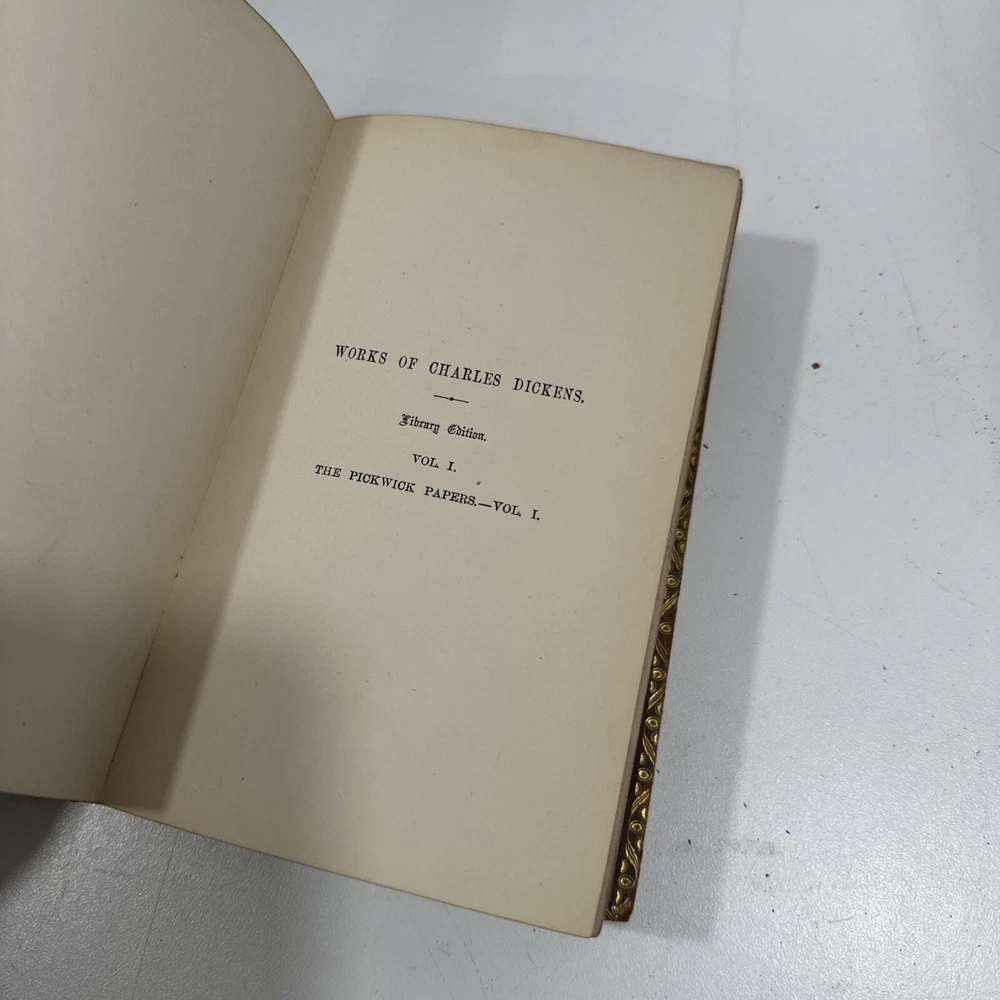 WORKS OF CHARLES DICKENS.
Library Edition.
VOL. I.
THE PICKWICK PAPERS.—VOL. I.